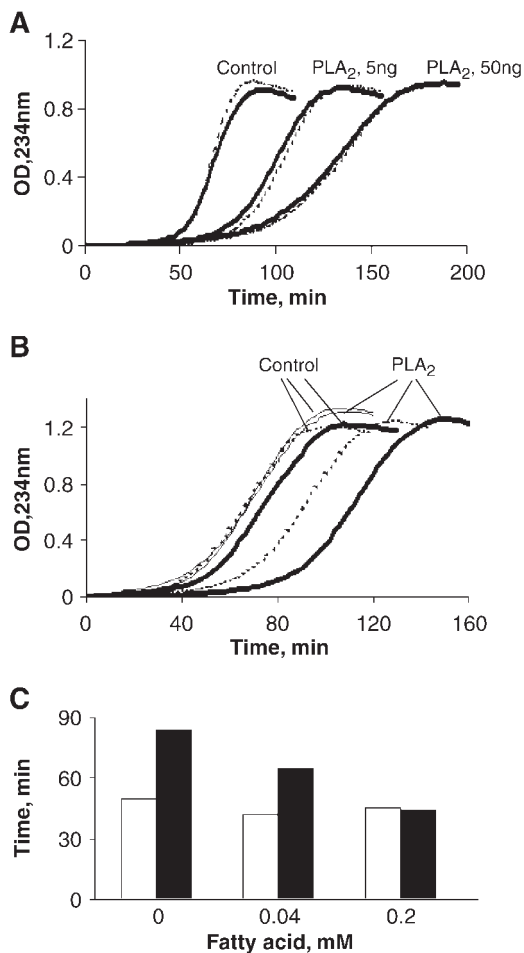 A
1.2
Control
PLA2, 5ng
PLA2, 50ng
0.8
OD,234nm
0.4
0
0
50
100
150
200
Time, min
B
Control
PLA2
1.2
0.8
OD,234nm
0.4
0
0
40
80
120
160
Time, min
C
90
60
Time, min
30
0
0
0.04
0.2
Fatty acid, mM